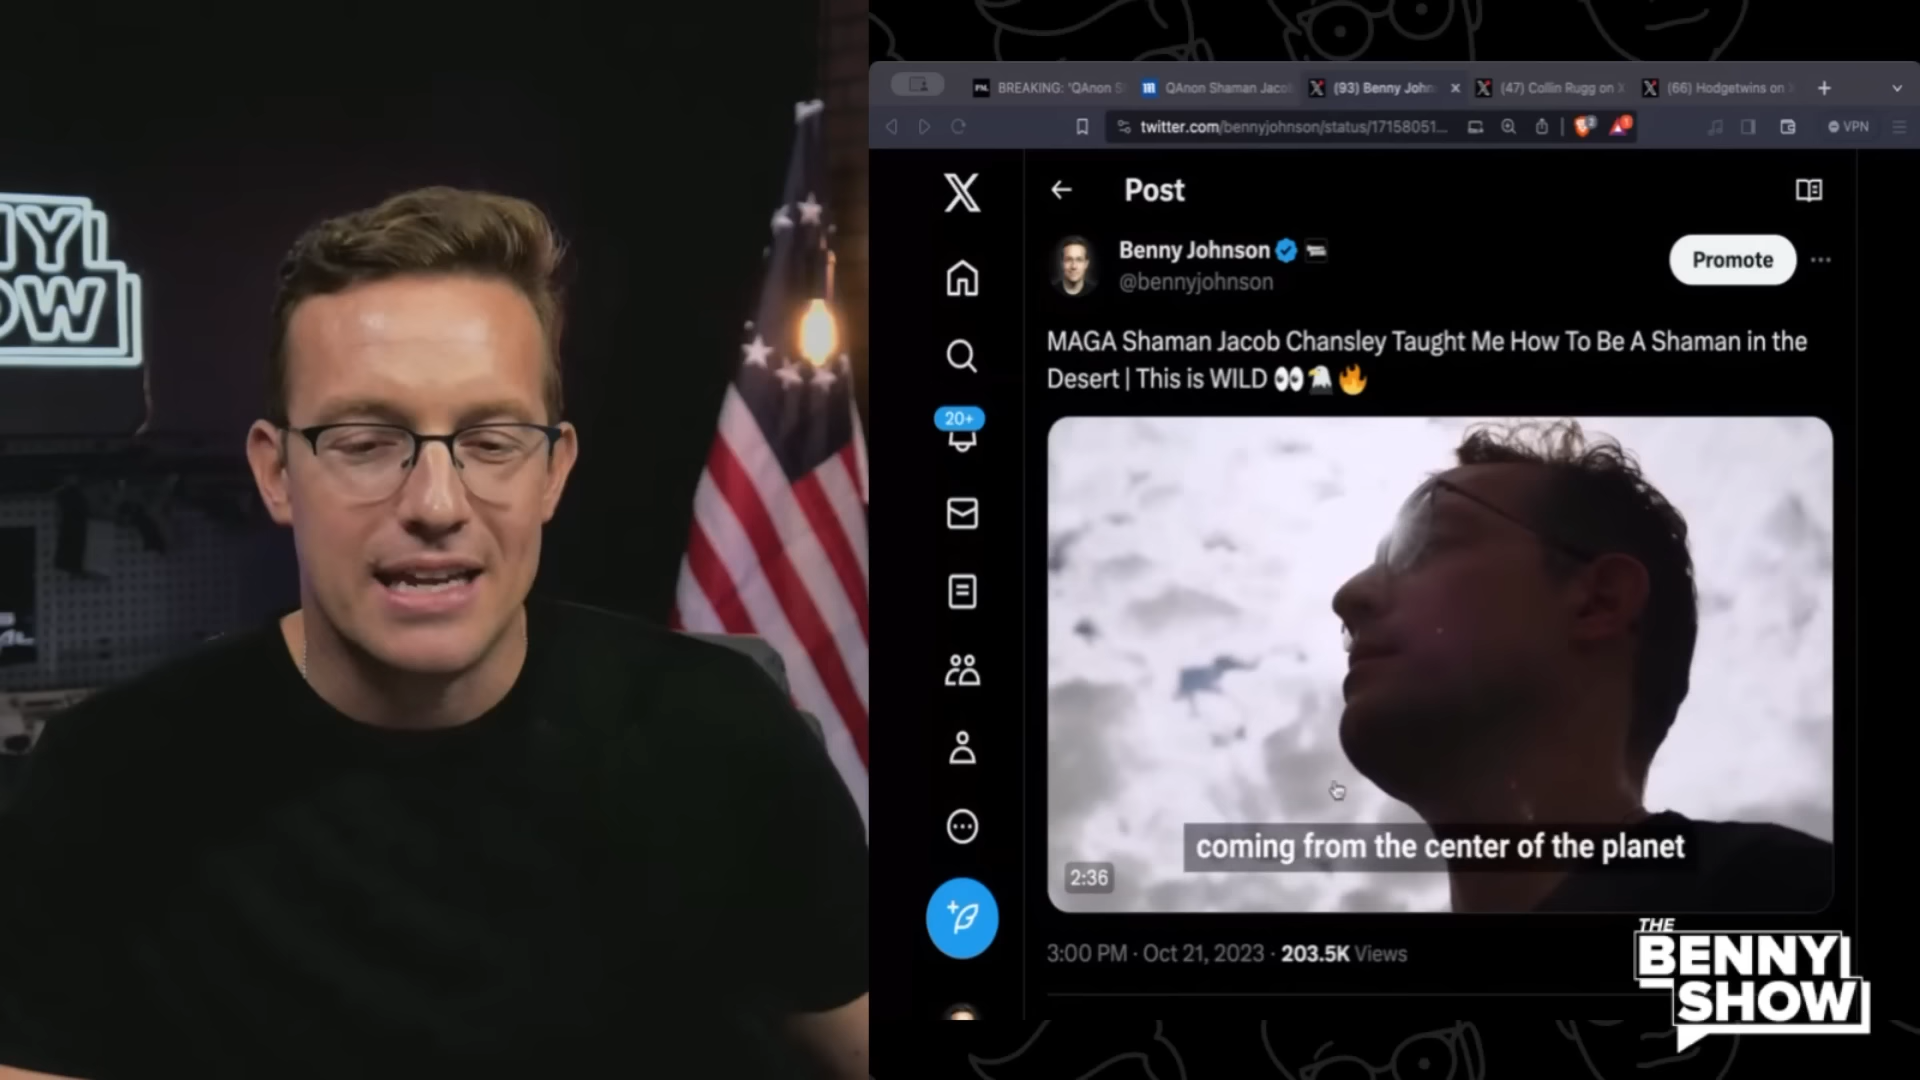 BREAKING: 'QAnon S
QAnon Shaman Jaco
(93) Benny John
(47) Collin Rugg on X
(66) Hodgetwins on
twitter.com/bennyjohnson/status/17158051...
VPN
Post
Benny Johnson
@bennyjohnson
Promote
MAGA Shaman Jacob Chansley Taught Me How To Be A Shaman in the
Desert | This is WILD 👀🦅🔥
20+
coming from the center of the planet
2:36
3:00 PM · Oct 21, 2023 · 203.5K Views
THE
BENNY
SHOW
NY
OW